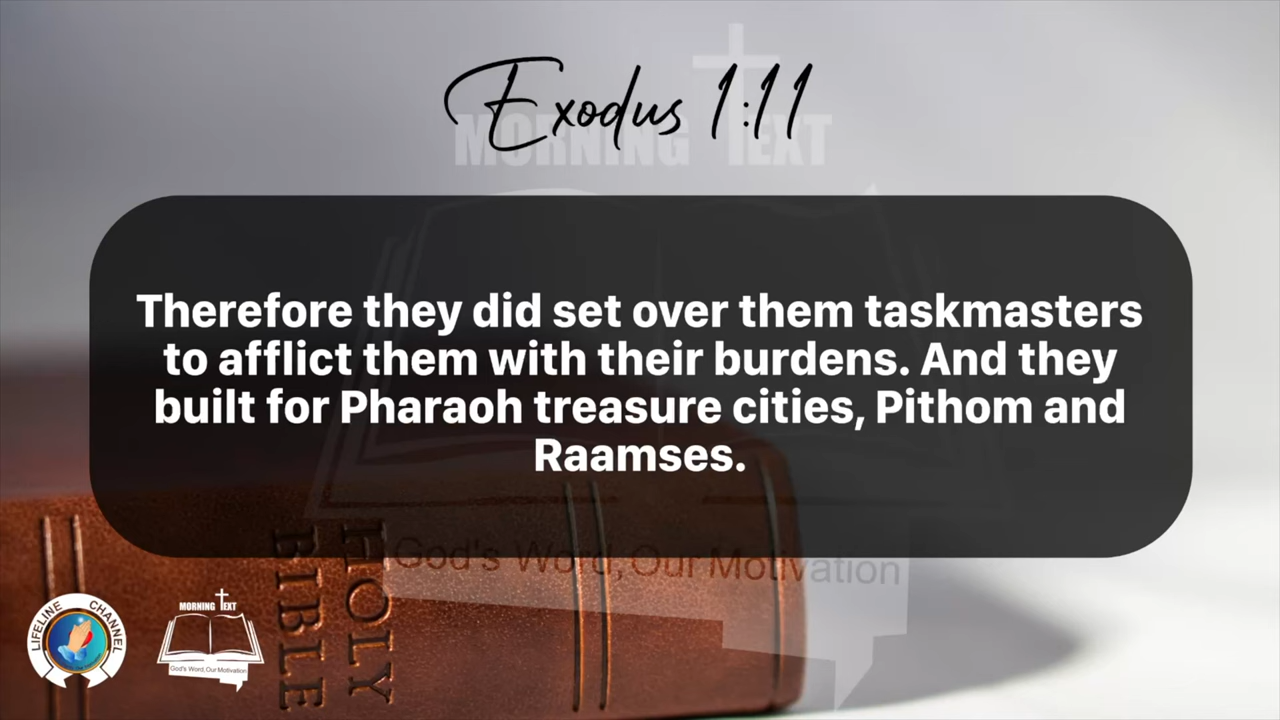 Exodus 1:11
MORNING TEXT
Therefore they did set over them taskmasters
to afflict them with their burdens. And they
built for Pharaoh treasure cities, Pithom and
Raamses.
God's Word, Our Motivation
HOLY
BIBLE
LIFELINE CHANNEL
MORNING TEXT
God's Word, Our Motivation